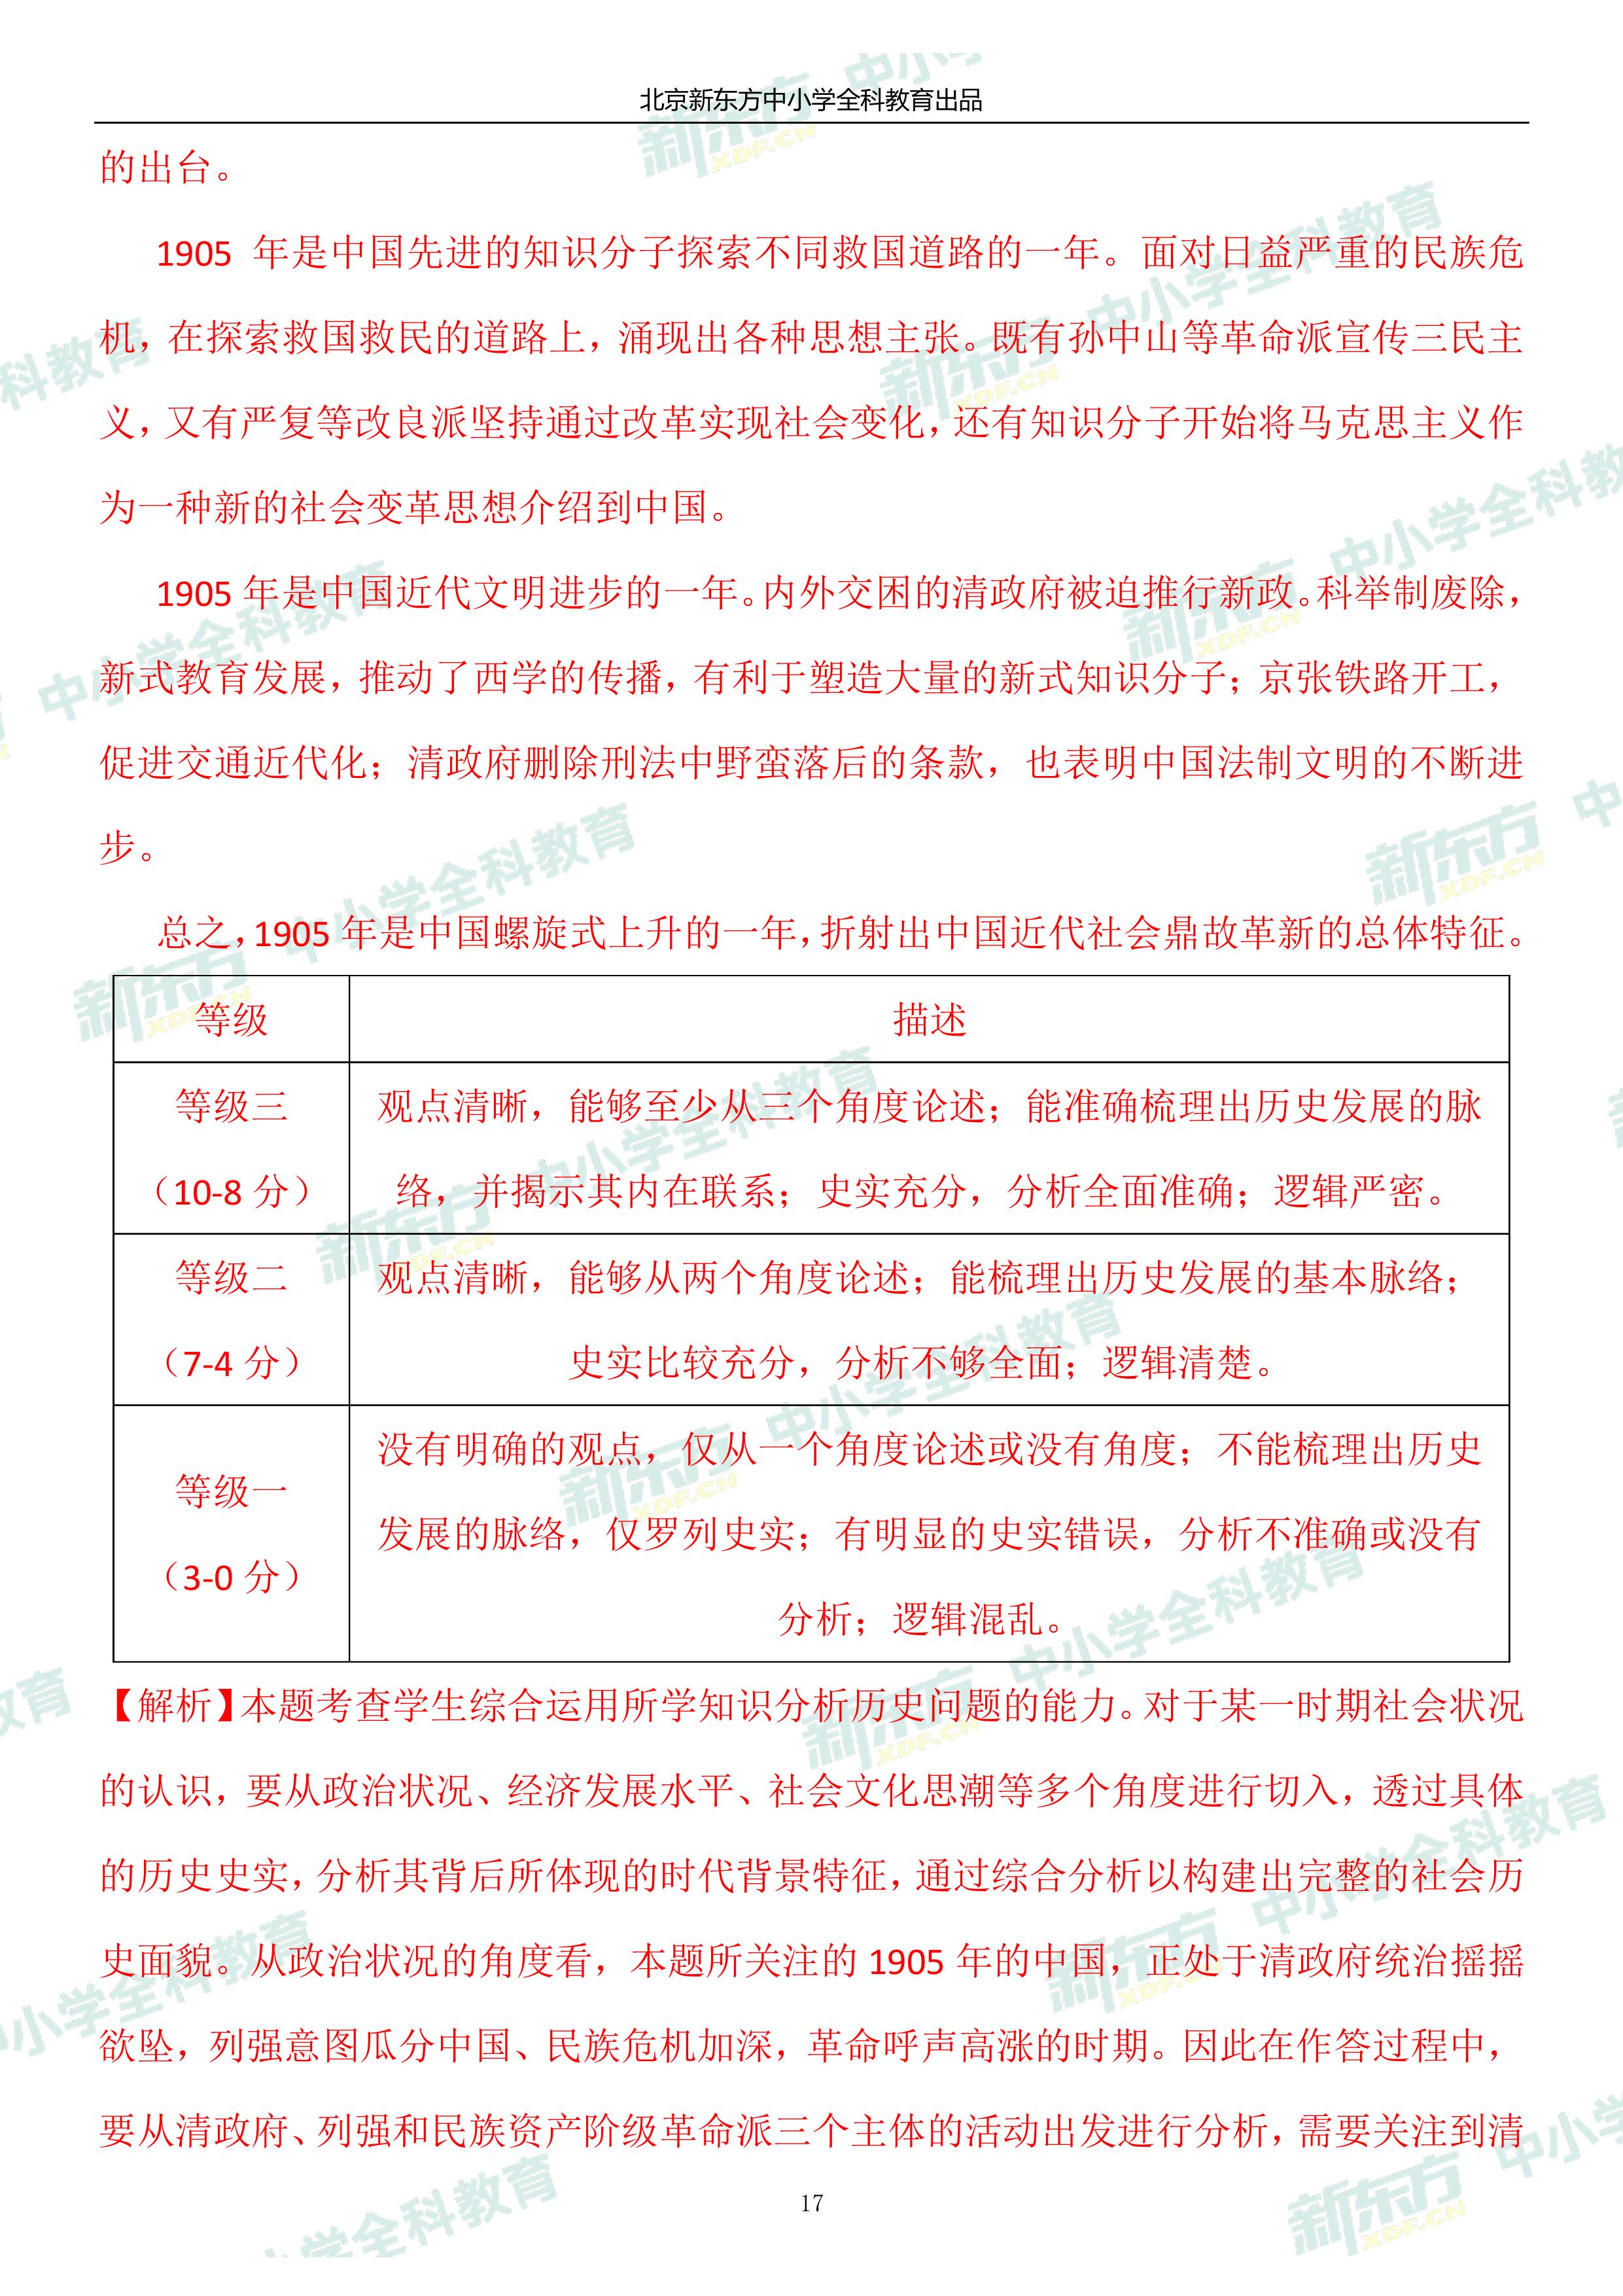 北京新东方中小学全科教育出品
的出台。
1905 年是中国先进的知识分子探索不同救国道路的一年。面对日益严重的民族危
机，在探索救国救民的道路上，涌现出各种思想主张。既有孙中山等革命派宣传三民主
义，又有严复等改良派坚持通过改革实现社会变化，还有知识分子开始将马克思主义作
为一种新的社会变革思想介绍到中国。
1905 年是中国近代文明进步的一年。内外交困的清政府被迫推行新政。科举制废除，
新式教育发展，推动了西学的传播，有利于塑造大量的新式知识分子；京张铁路开工，
促进交通近代化；清政府删除刑法中野蛮落后的条款，也表明中国法制文明的不断进
步。
总之，1905 年是中国螺旋式上升的一年，折射出中国近代社会鼎故革新的总体特征。
等级 描述
等级三
（10-8 分）
观点清晰，能够至少从三个角度论述；能准确梳理出历史发展的脉
络，并揭示其内在联系；史实充分，分析全面准确；逻辑严密。
等级二
（7-4 分）
观点清晰，能够从两个角度论述；能梳理出历史发展的基本脉络；
史实比较充分，分析不够全面；逻辑清楚。
等级一
（3-0 分）
没有明确的观点，仅从一个角度论述或没有角度；不能梳理出历史
发展的脉络，仅罗列史实；有明显的史实错误，分析不准确或没有
分析；逻辑混乱。
【解析】本题考查学生综合运用所学知识分析历史问题的能力。对于某一时期社会状况
的认识，要从政治状况、经济发展水平、社会文化思潮等多个角度进行切入，透过具体
的历史史实，分析其背后所体现的时代背景特征，通过综合分析以构建出完整的社会历
史面貌。从政治状况的角度看，本题所关注的 1905 年的中国，正处于清政府统治摇摇
欲坠，列强意图瓜分中国、民族危机加深，革命呼声高涨的时期。因此在作答过程中，
要从清政府、列强和民族资产阶级革命派三个主体的活动出发进行分析，需要关注到清
17
新东方 XDF.CN 中小学全科教育